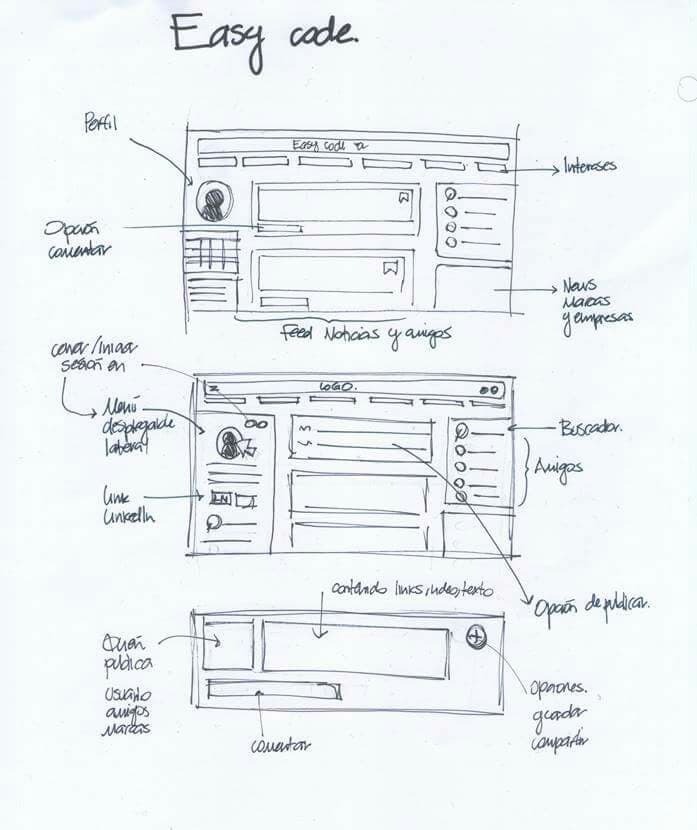 Easy code.
Perfil
Easy code
Intereses
Opción
comentar
News
Marcas
y empresas
Feed Noticias y amigos
cerrar/iniciar
sesión en
LOGO.
Menú
desplegable
lateral
Buscador.
Amigos
Link
LinkedIn
LN
Opción de publicar.
contenido links, video, texto
Quién
publica
usuario
amigos
Marcas
comentar
Opciones.
guardar
compartir